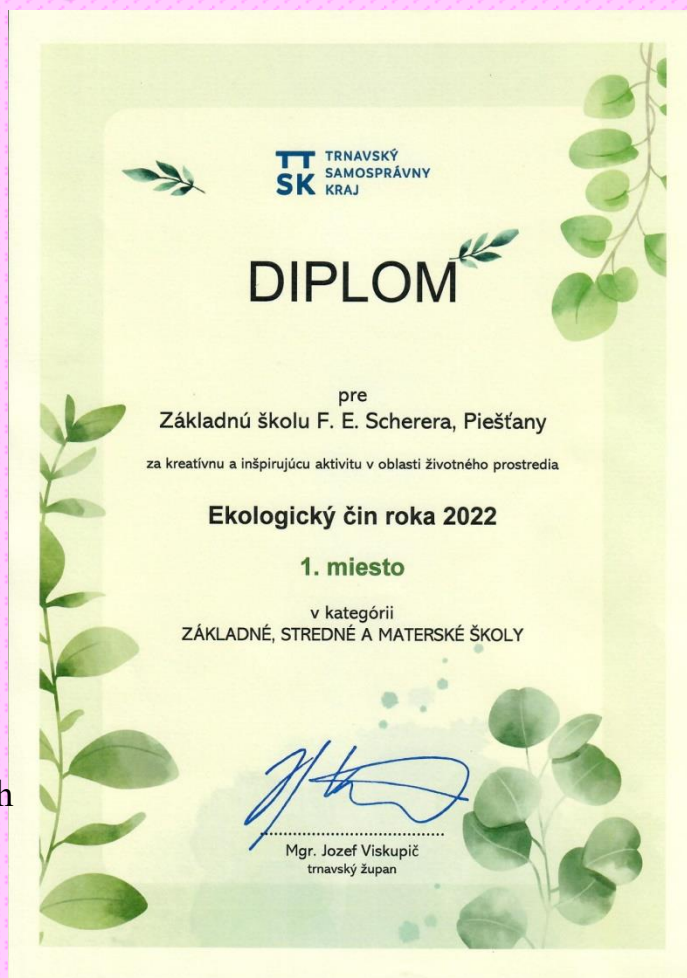 TT
SK
TRNAVSKÝ
SAMOSPRÁVNY
KRAJ
DIPLOM
pre
Základnú školu F. E. Scherera, Piešťany
za kreatívnu a inšpirujúcu aktivitu v oblasti životného prostredia
Ekologický čin roka 2022
1. miesto
v kategórii
ZÁKLADNÉ, STREDNÉ A MATERSKÉ ŠKOLY
h
Mgr. Jozef Viskupič
trnavský župan